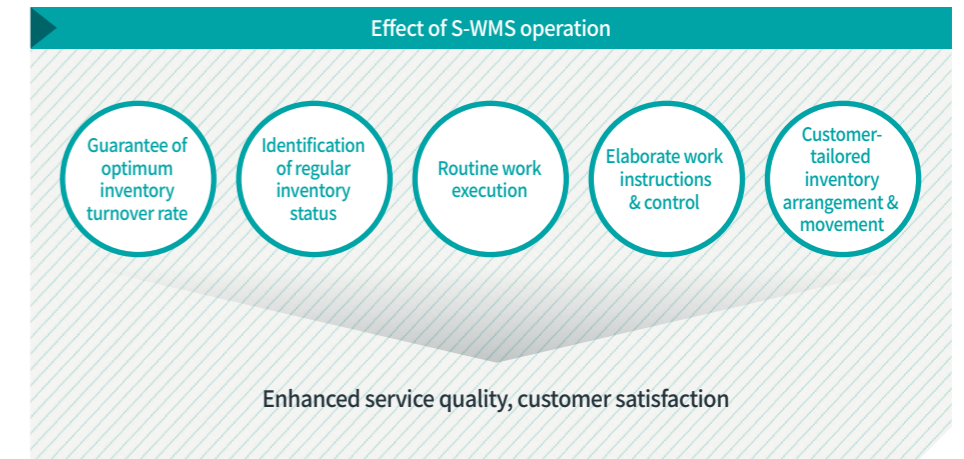 Effect of S-WMS operation
Guarantee of
optimum
inventory
turnover rate
Identification
of regular
inventory
status
Routine work
execution
Elaborate work
instructions
& control
Customer-
tailored
inventory
arrangement &
movement
Enhanced service quality, customer satisfaction